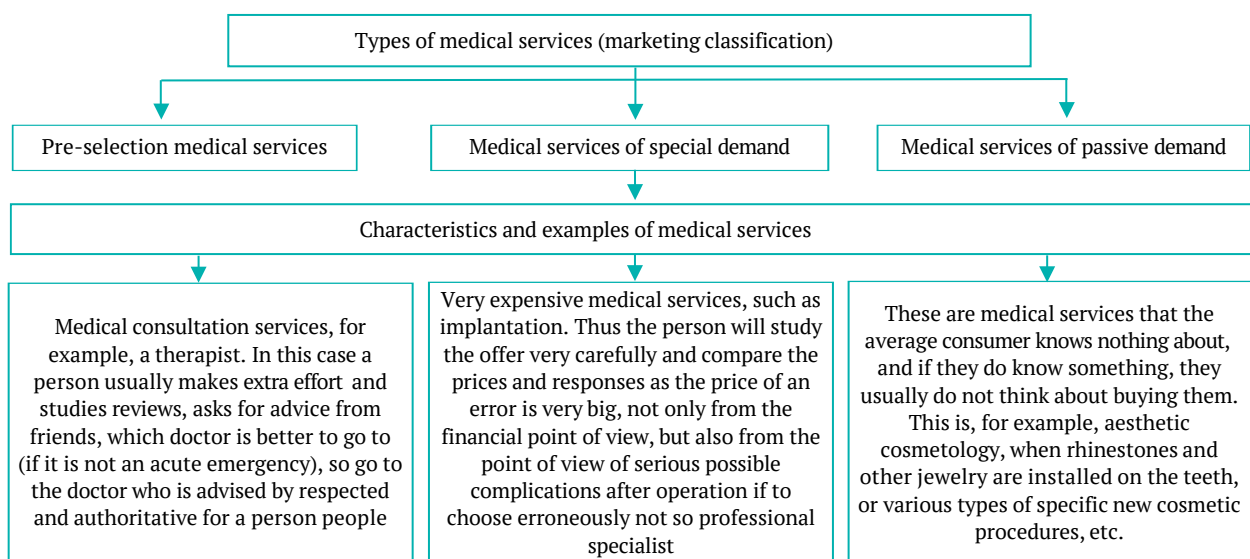 Types of medical services (marketing classification)
Pre-selection medical services
Medical services of special demand
Medical services of passive demand
Characteristics and examples of medical services
Medical consultation services, for
example, a therapist. In this case a
person usually makes extra effort and
studies reviews, asks for advice from
friends, which doctor is better to go to
(if it is not an acute emergency), so go to
the doctor who is advised by respected
and authoritative for a person people
Very expensive medical services, such as
implantation. Thus the person will study
the offer very carefully and compare the
prices and responses as the price of an
error is very big, not only from the
financial point of view, but also from the
point of view of serious possible
complications after operation if to
choose erroneously not so professional
specialist
These are medical services that the
average consumer knows nothing about,
and if they do know something, they
usually do not think about buying them.
This is, for example, aesthetic
cosmetology, when rhinestones and
other jewelry are installed on the teeth,
or various types of specific new cosmetic
procedures, etc.